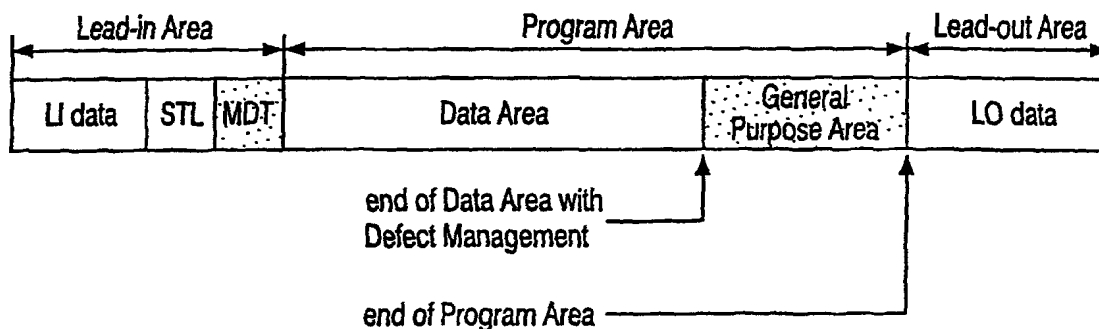 Lead-in Area Program Area Lead-out Area
LI data STL MDT Data Area General Purpose Area LO data
end of Data Area with
Defect Management
end of Program Area